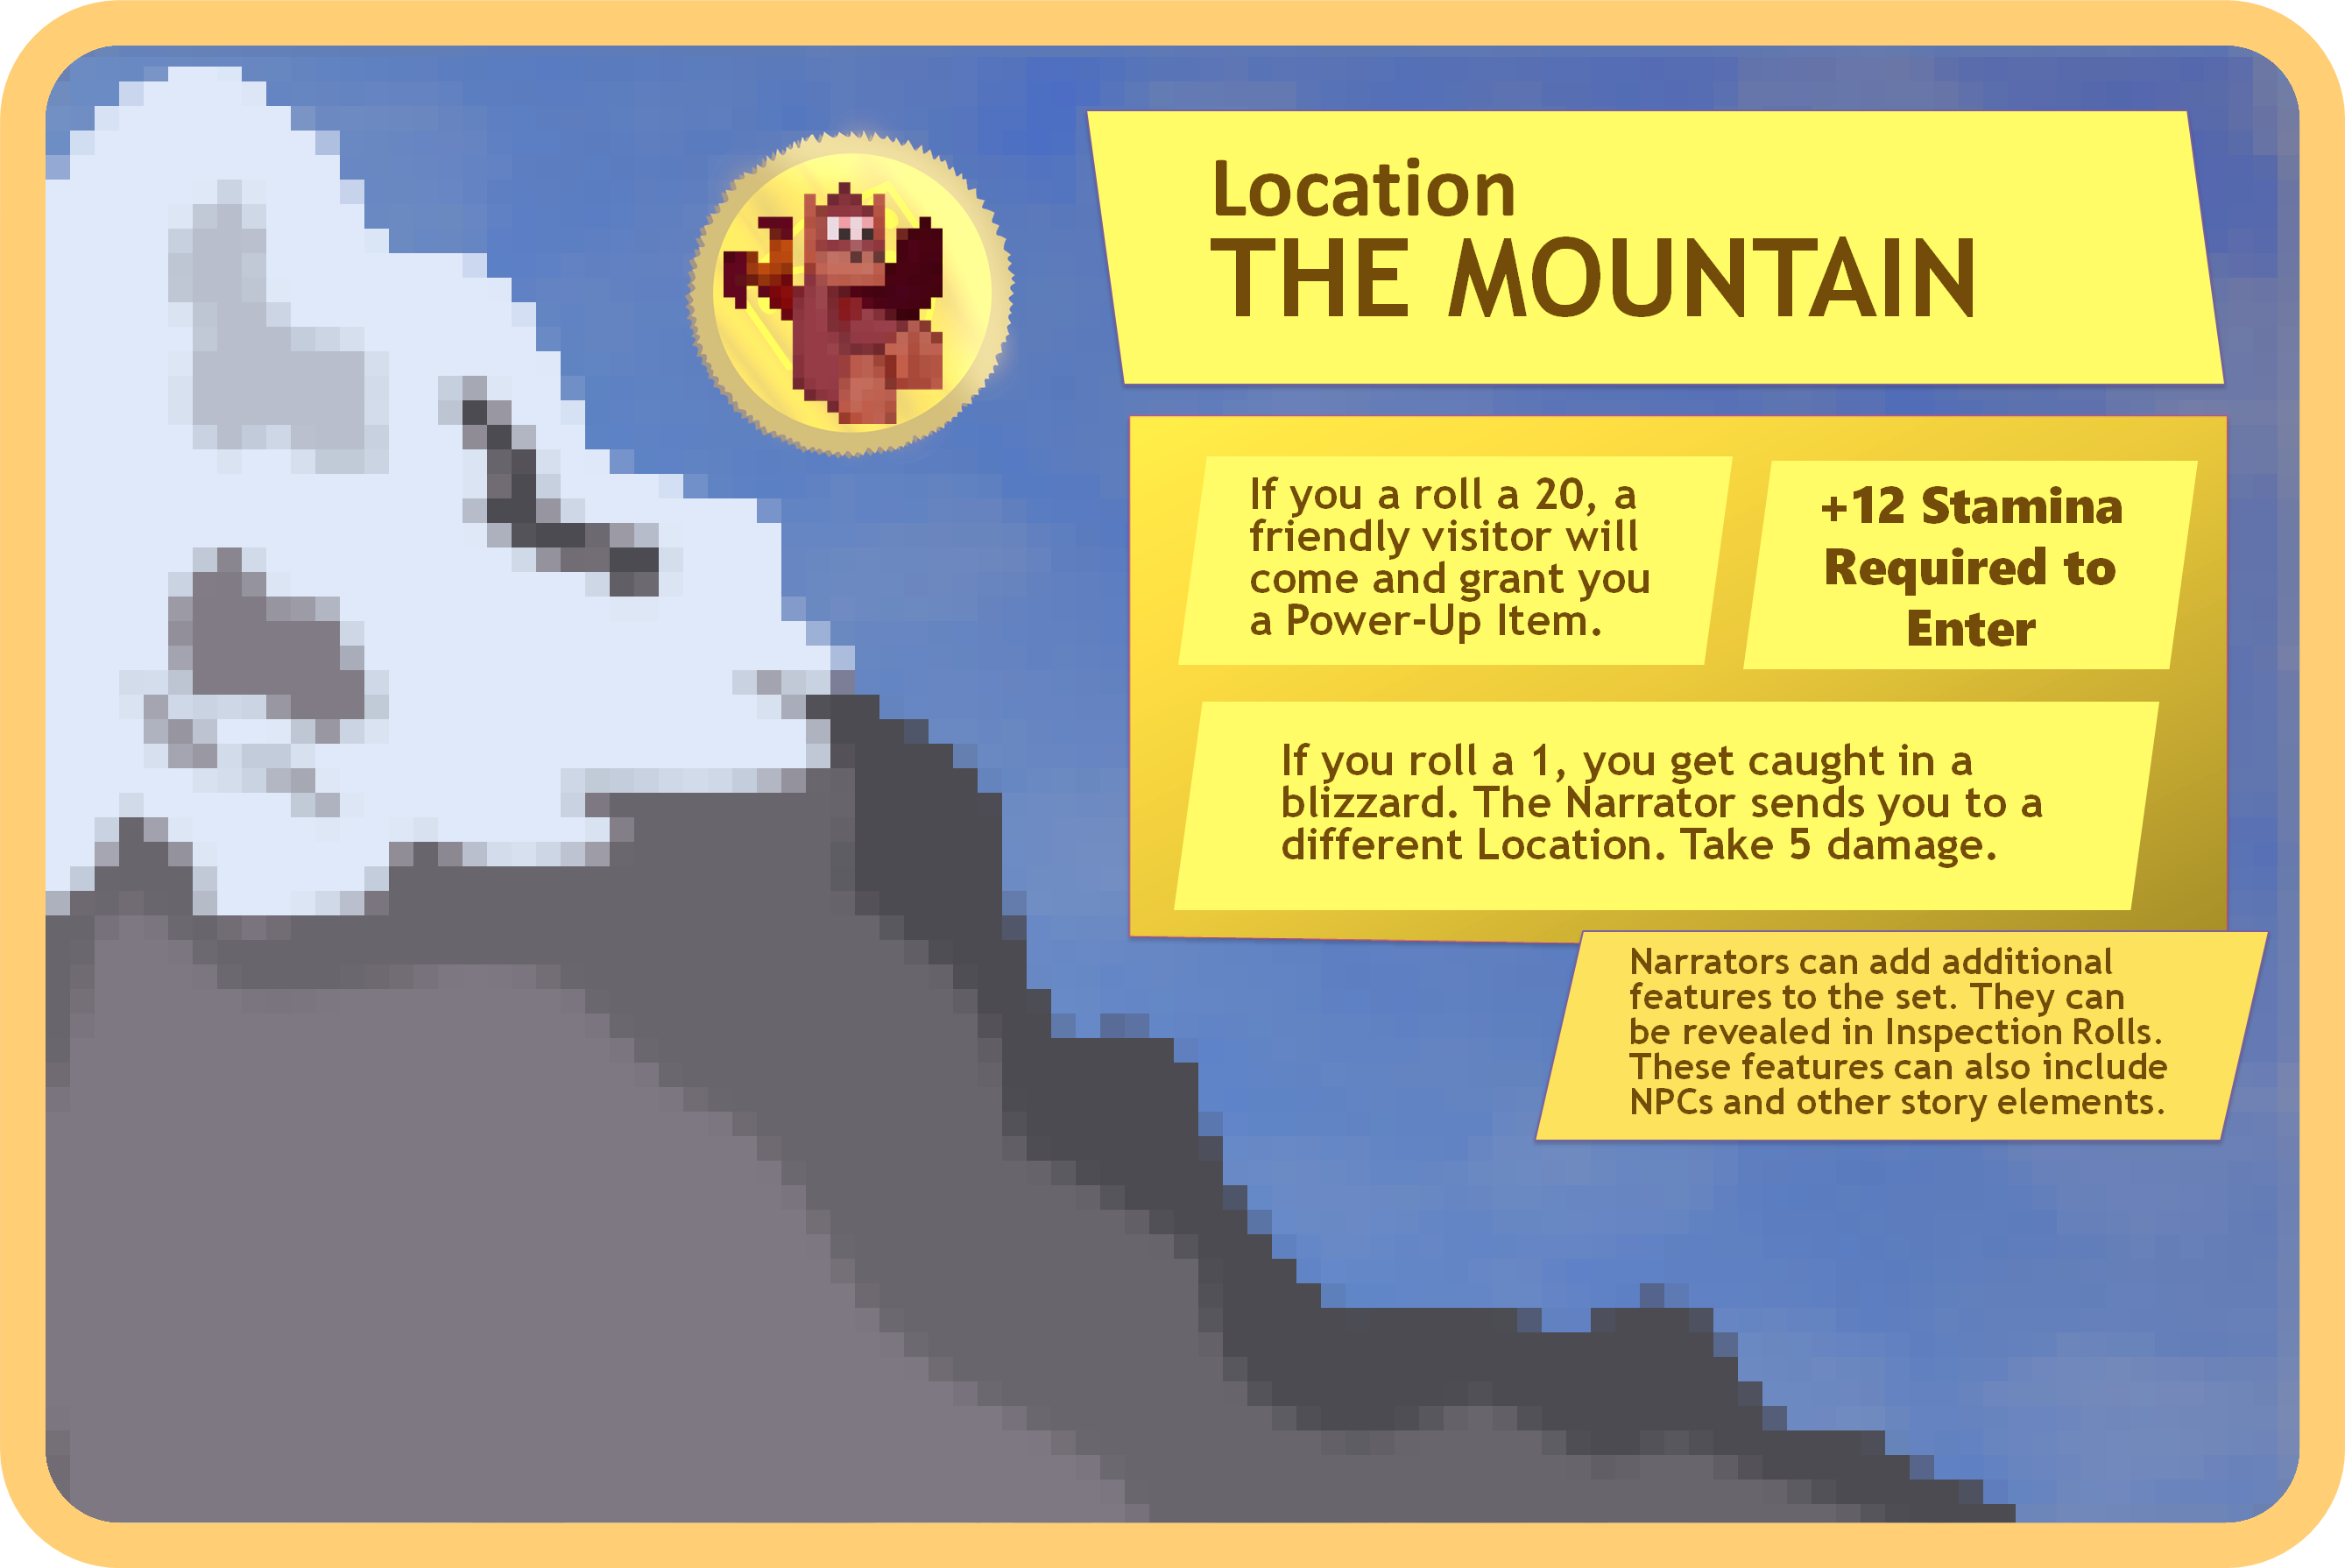 Location
THE MOUNTAIN
If you a roll a 20, a
friendly visitor will
come and grant you
a Power-Up Item.
+12 Stamina
Required to
Enter
If you roll a 1, you get caught in a
blizzard. The Narrator sends you to a
different Location. Take 5 damage.
Narrators can add additional
features to the set. They can
be revealed in Inspection Rolls.
These features can also include
NPCs and other story elements.